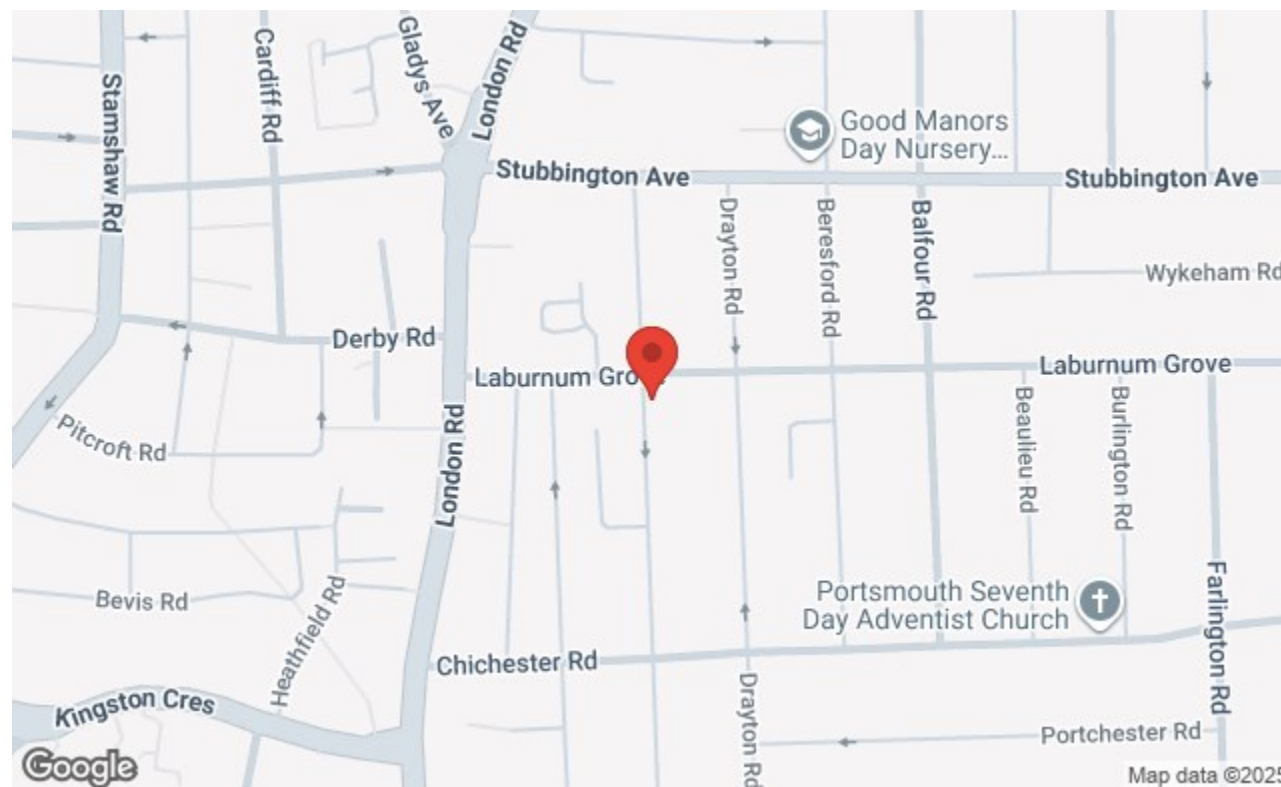 Gladys Ave
London Rd
Cardiff Rd
Stamshaw Rd
Good Manors
Day Nursery...
Stubbington Ave
Stubbington Ave
Drayton Rd
Beresford Rd
Balfour Rd
Wykeham Rd
Derby Rd
Laburnum Grove
Laburnum Grove
Pitcroft Rd
London Rd
Beaulieu Rd
Burlington Rd
Bevis Rd
Heathfield Rd
Portsmouth Seventh
Day Adventist Church
Farlington Rd
Chichester Rd
Kingston Cres
Drayton Rd
Portchester Rd
Google
Map data ©2025